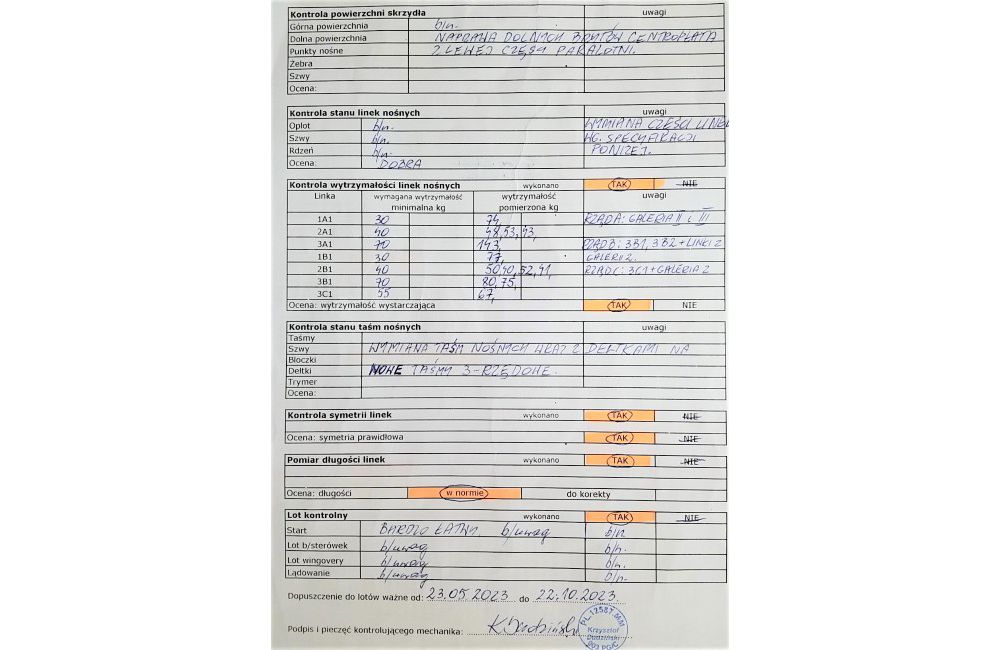 Kontrola powierzchni skrzydła uwagi
Górna powierzchnia b/n.
Dolna powierzchnia NAPRAWA DOLNYCH BRYTÓW CENTROPŁATA
Punkty nośne Z LEWEJ CZĘŚCI PARALOTNI.
Żebra
Szwy
Ocena:
Kontrola stanu linek nośnych uwagi
Oplot b/n. WYMIANA CZĘŚCI LINEK
Szwy b/n. WG. SPECYFIKACJI
Rdzeń b/n. PONIŻEJ.
Ocena: DOBRA
Kontrola wytrzymałości linek nośnych wykonano TAK NIE
Linka wymagana wytrzymałość wytrzymałość uwagi
minimalna kg pomierzona kg
1A1 30 74, RZĄD A: GALERIA II i III
2A1 40 48, 53, 43,
3A1 70 143, RZĄD B: 3B1, 3B2 + LINKI Z
1B1 30 77, GALERII 2.
2B1 40 50, 40, 52, 41, RZĄD C: 3C1 + GALERIA 2
3B1 70 80, 75,
3C1 55 67,
Ocena: wytrzymałość wystarczająca TAK NIE
Kontrola stanu taśm nośnych uwagi
Taśmy
Szwy WYMIANA TAŚM NOŚNYCH WRAZ Z DELTKAMI NA
Bloczki
Deltki NOWE TAŚMY 3-RZĘDOWE.
Trymer
Ocena:
Kontrola symetrii linek wykonano TAK NIE
Ocena: symetria prawidłowa TAK NIE
Pomiar długości linek wykonano TAK NIE
Ocena: długości w normie do korekty
Lot kontrolny wykonano TAK NIE
Start BARDZO ŁATWY, b/uwag b/n.
Lot b/sterówek b/uwag b/n.
Lot wingovery b/uwag b/n.
Lądowanie b/uwag b/n.
Dopuszczenie do lotów ważne od: 23.05.2023 do 22.10.2023.
Podpis i pieczęć kontrolującego mechanika:
PL.12587.MM
Krzysztof
Dudziński